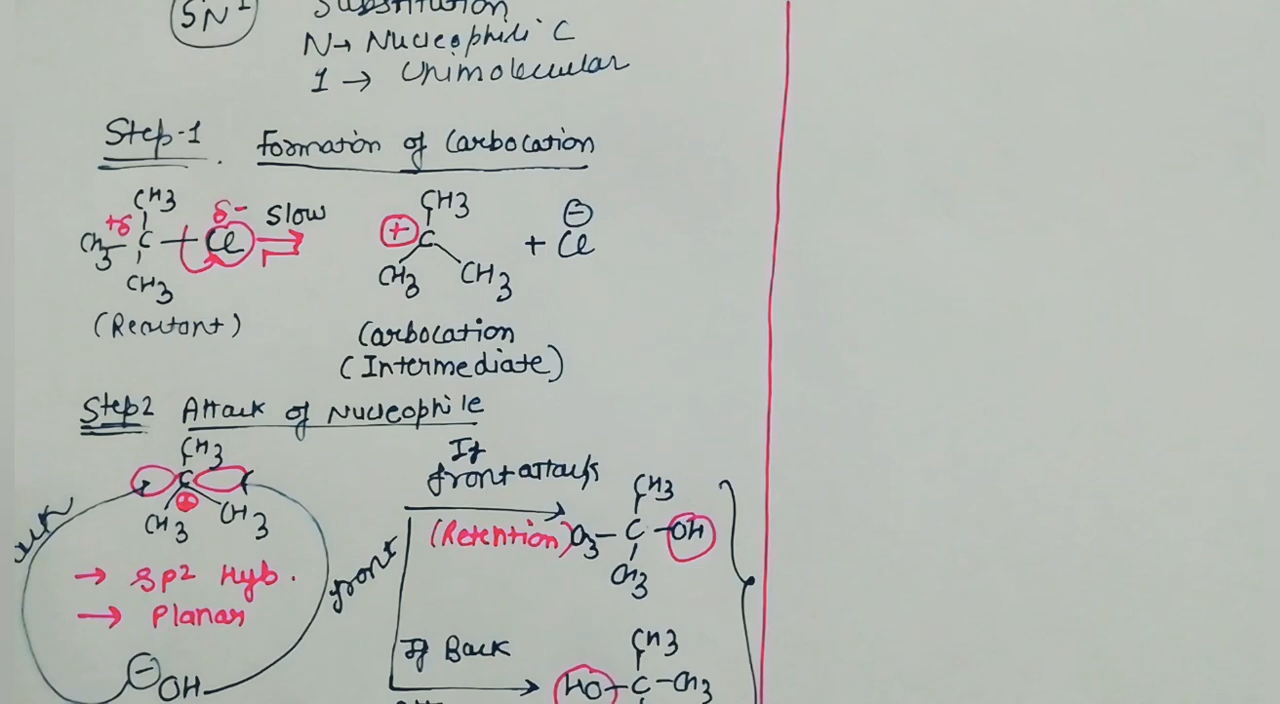 SN1 Substitution
N→ Nucleophilic
1 → Unimolecular
Step-1. Formation of Carbocation
CH3
+δ δ- Slow
CH3-C-Cl
CH3
(Reactant)
CH3
+ C + Cl ⊖
CH3 CH3
Carbocation
(Intermediate)
Step2 Attack of Nucleophile
CH3
C
⊕
CH3 CH3
→ Sp2 Hyb.
→ Planar
⊖OH
front
If
front attack
(Retention)
CH3
C-OH
CH3
If Back
CH3
HO-C-CH3